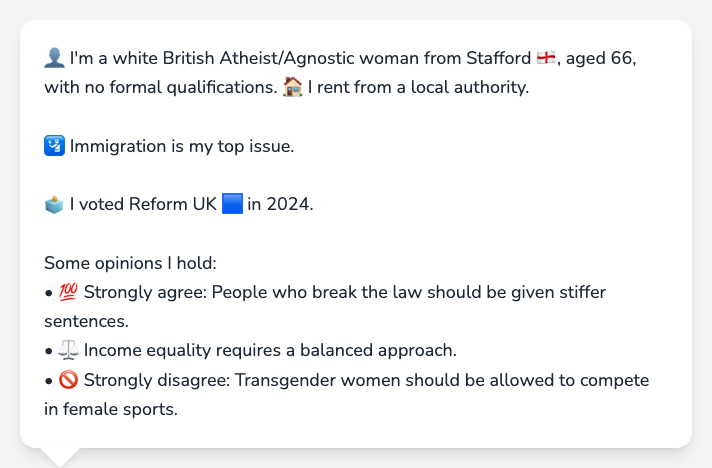 👤 I'm a white British Atheist/Agnostic woman from Stafford 🏴󠁧󠁢󠁥󠁮󠁧󠁿, aged 66,
with no formal qualifications. 🏠 I rent from a local authority.
🛂 Immigration is my top issue.
🗳️ I voted Reform UK 🟦 in 2024.
Some opinions I hold:
• 💯 Strongly agree: People who break the law should be given stiffer
sentences.
• ⚖️ Income equality requires a balanced approach.
• 🚫 Strongly disagree: Transgender women should be allowed to compete
in female sports.